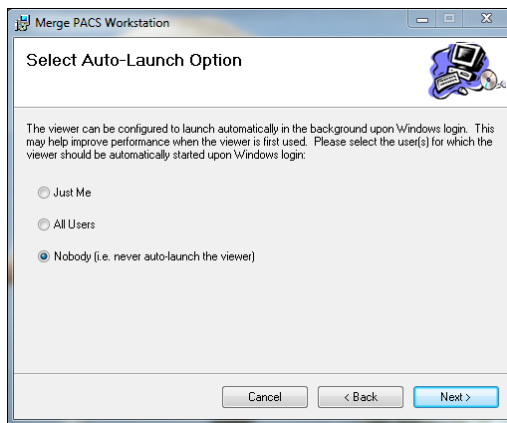 Merge PACS Workstation
Select Auto-Launch Option
The viewer can be configured to launch automatically in the background upon Windows login.  This
may help improve performance when the viewer is first used.  Please select the user(s) for which the
viewer should be automatically started upon Windows login:
Just Me
All Users
Nobody (i.e. never auto-launch the viewer)
Cancel
< Back
Next >